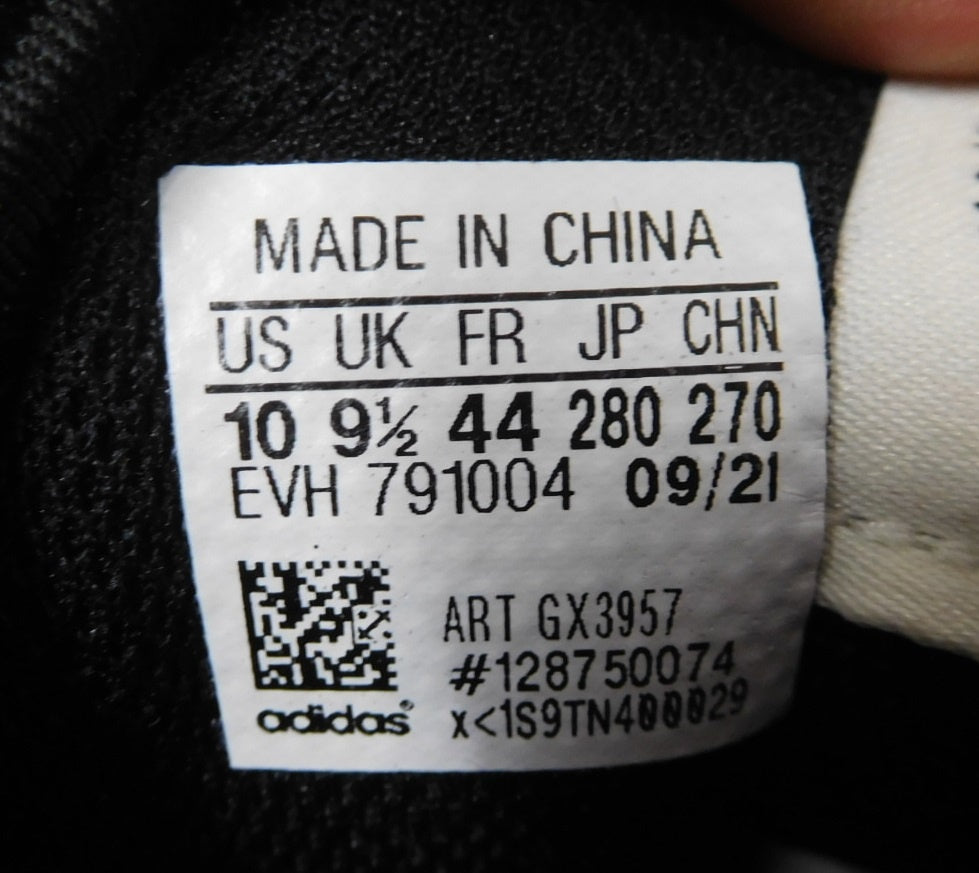 MADE IN CHINA
US UK FR JP CHN
10 9½ 44 280 270
EVH 791004 09/21
ART GX3957
#128750074
x<1S9TN400029
adidas®